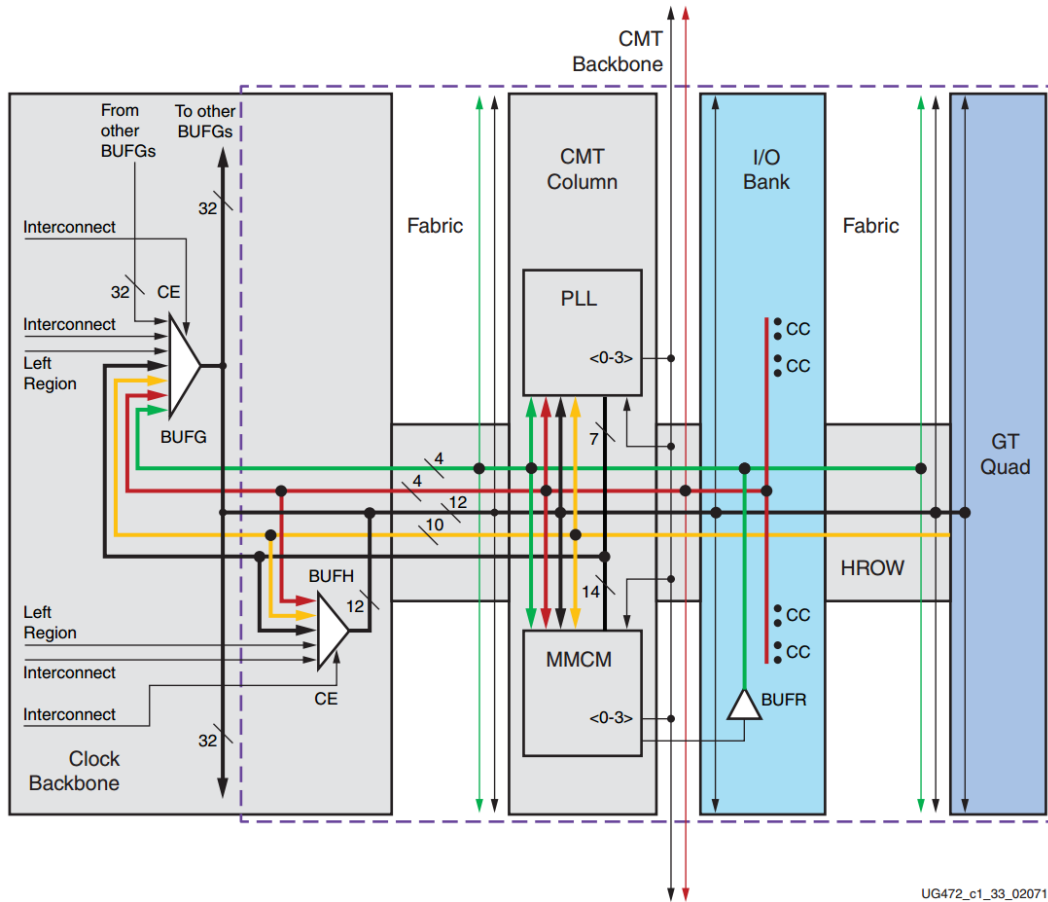 CMT
Backbone
From
other
BUFGs
To other
BUFGs
CMT
Column
I/O
Bank
32
Interconnect
Fabric
Fabric
32
CE
PLL
Interconnect
CC
Left
Region
<0-3>
CC
BUFG
7
GT
Quad
4
4
12
10
BUFH
HROW
12
14
Left
Region
CC
MMCM
CC
Interconnect
CE
BUFR
Interconnect
<0-3>
32
Clock
Backbone
UG472_c1_33_02071